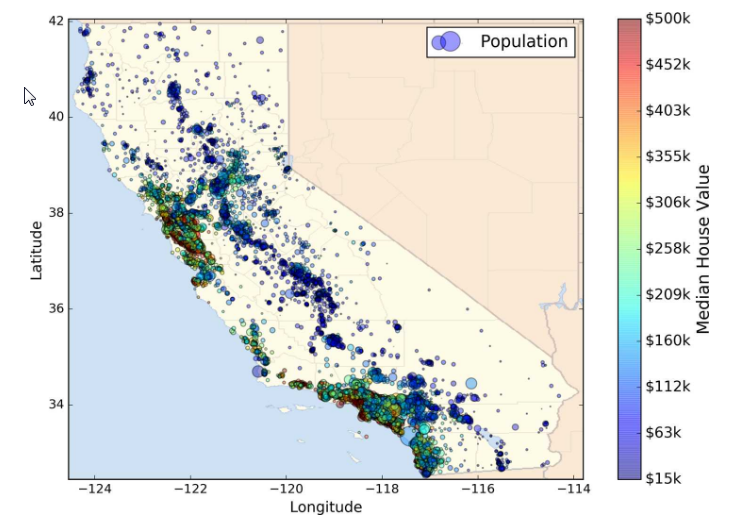 42
40
38
36
34
Latitude
−124
−122
−120
−118
−116
−114
Longitude
Population
$500k
$452k
$403k
$355k
$306k
$258k
$209k
$160k
$112k
$63k
$15k
Median House Value